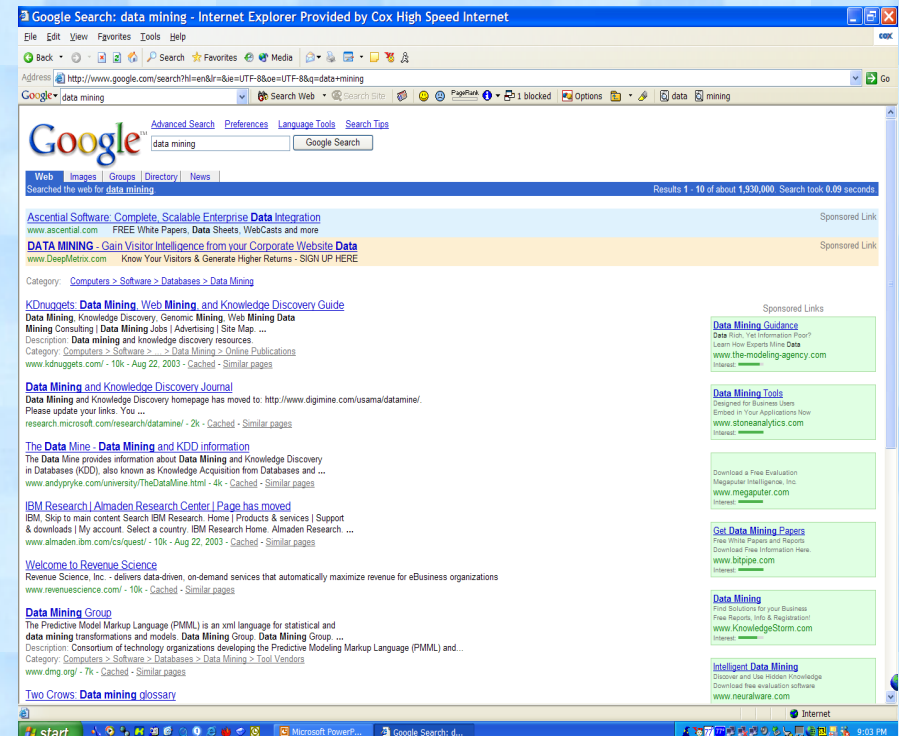 Google Search: data mining - Internet Explorer Provided by Cox High Speed Internet
File Edit View Favorites Tools Help
cox
Back Search Favorites Media
Address http://www.google.com/search?hl=en&lr=&ie=UTF-8&oe=UTF-8&q=data+mining Go
Google data mining Search Web Search Site PageRank 1 blocked Options data mining
Google™
Advanced Search Preferences Language Tools Search Tips
data mining Google Search
Web Images Groups Directory News
Searched the web for data mining. Results 1 - 10 of about 1,930,000. Search took 0.09 seconds.
Ascential Software: Complete, Scalable Enterprise Data Integration Sponsored Link
www.ascential.com FREE White Papers, Data Sheets, WebCasts and more
DATA MINING - Gain Visitor Intelligence from your Corporate Website Data Sponsored Link
www.DeepMetrix.com Know Your Visitors & Generate Higher Returns - SIGN UP HERE
Category: Computers > Software > Databases > Data Mining
KDnuggets: Data Mining, Web Mining, and Knowledge Discovery Guide
Data Mining, Knowledge Discovery, Genomic Mining, Web Mining Data
Mining Consulting | Data Mining Jobs | Advertising | Site Map. ...
Description: Data mining and knowledge discovery resources.
Category: Computers > Software > ... > Data Mining > Online Publications
www.kdnuggets.com/ - 10k - Aug 22, 2003 - Cached - Similar pages
Data Mining and Knowledge Discovery Journal
Data Mining and Knowledge Discovery homepage has moved to: http://www.digimine.com/usama/datamine/.
Please update your links. You ...
research.microsoft.com/research/datamine/ - 2k - Cached - Similar pages
The Data Mine - Data Mining and KDD information
The Data Mine provides information about Data Mining and Knowledge Discovery
in Databases (KDD), also known as Knowledge Acquisition from Databases and ...
www.andypryke.com/university/TheDataMine.html - 4k - Cached - Similar pages
IBM Research | Almaden Research Center | Page has moved
IBM, Skip to main content Search IBM Research. Home | Products & services | Support
& downloads | My account. Select a country. IBM Research Home. Almaden Research. ...
www.almaden.ibm.com/cs/quest/ - 10k - Aug 22, 2003 - Cached - Similar pages
Welcome to Revenue Science
Revenue Science, Inc. - delivers data-driven, on-demand services that automatically maximize revenue for eBusiness organizations
www.revenuescience.com/ - 10k - Cached - Similar pages
Data Mining Group
The Predictive Model Markup Language (PMML) is an xml language for statistical and
data mining transformations and models. Data Mining Group. Data Mining Group. ...
Description: Consortium of technology organizations developing the Predictive Modeling Markup Language (PMML) and...
Category: Computers > Software > Databases > Data Mining > Tool Vendors
www.dmg.org/ - 7k - Cached - Similar pages
Two Crows: Data mining glossary
Sponsored Links
Data Mining Guidance
Data Rich, Yet Information Poor?
Learn How Experts Mine Data
www.the-modeling-agency.com
Interest:
Data Mining Tools
Designed for Business Users
Embed in Your Applications Now
www.stoneanalytics.com
Interest:
Download a Free Evaluation
Megaputer Intelligence, Inc.
www.megaputer.com
Interest:
Get Data Mining Papers
Free White Papers and Reports
Download Free Information Here.
www.bitpipe.com
Interest:
Data Mining
Find Solutions for your Business
Free Reports, Info & Registration!
www.KnowledgeStorm.com
Interest:
Intelligent Data Mining
Discover and Use Hidden Knowledge
Download free evaluation software
www.neuralware.com
Internet
start Microsoft PowerP... Google Search: d... 9:03 PM